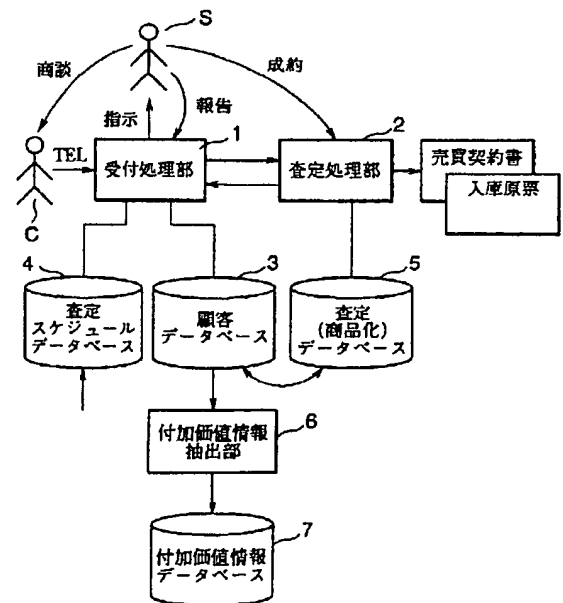 S
商談
成約
指示
報告
1
2
TEL
受付処理部
査定処理部
売買契約書
入庫原票
C
4
3
5
査定
スケジュール
データベース
顧客
データベース
査定
(商品化)
データベース
付加価値情報
抽出部
6
付加価値情報
データベース
7